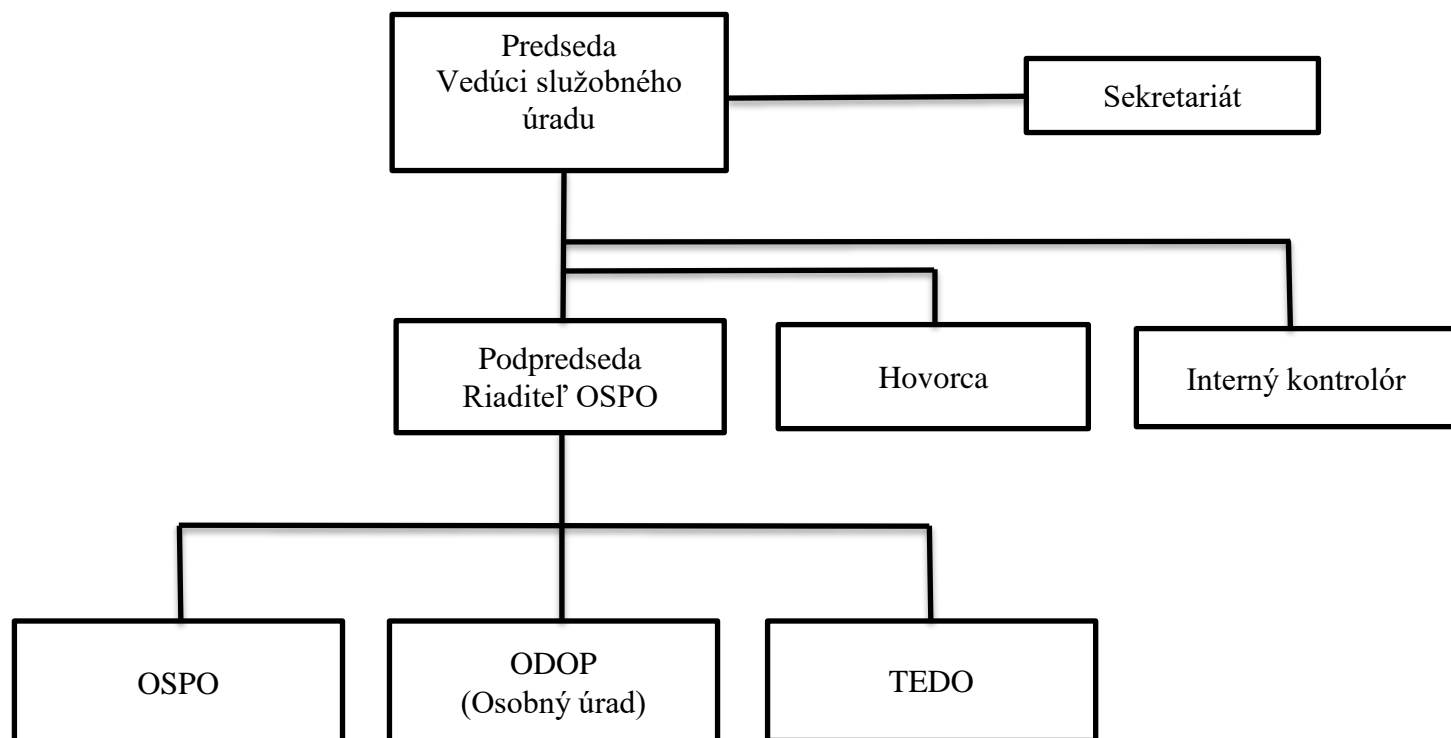 Predseda
Vedúci služobného
úradu
Sekretariát
Podpredseda
Riaditeľ OSPO
Hovorca
Interný kontrolór
OSPO
ODOP
(Osobný úrad)
TEDO